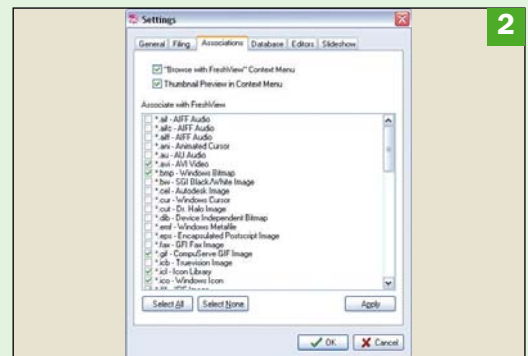 2
Settings
General Filing Associations Database Editors Slideshow
"Browse with FreshView" Context Menu
Thumbnail Preview in Context Menu
Associate with FreshView
*.aif - AIFF Audio
*.aifc - AIFF Audio
*.aiff - AIFF Audio
*.ani - Animated Cursor
*.au - AU Audio
*.avi - AVI Video
*.bmp - Windows Bitmap
*.bw - SGI Black/White Image
*.cel - Autodesk Image
*.cur - Windows Cursor
*.cut - Dr. Halo Image
*.dib - Device Independent Bitmap
*.emf - Windows Metafile
*.eps - Encapsulated Postscript Image
*.fax - GFI Fax Image
*.gif - CompuServe GIF Image
*.icb - Truevision Image
*.icl - Icon Library
*.ico - Windows Icon
Select All Select None Apply
OK Cancel